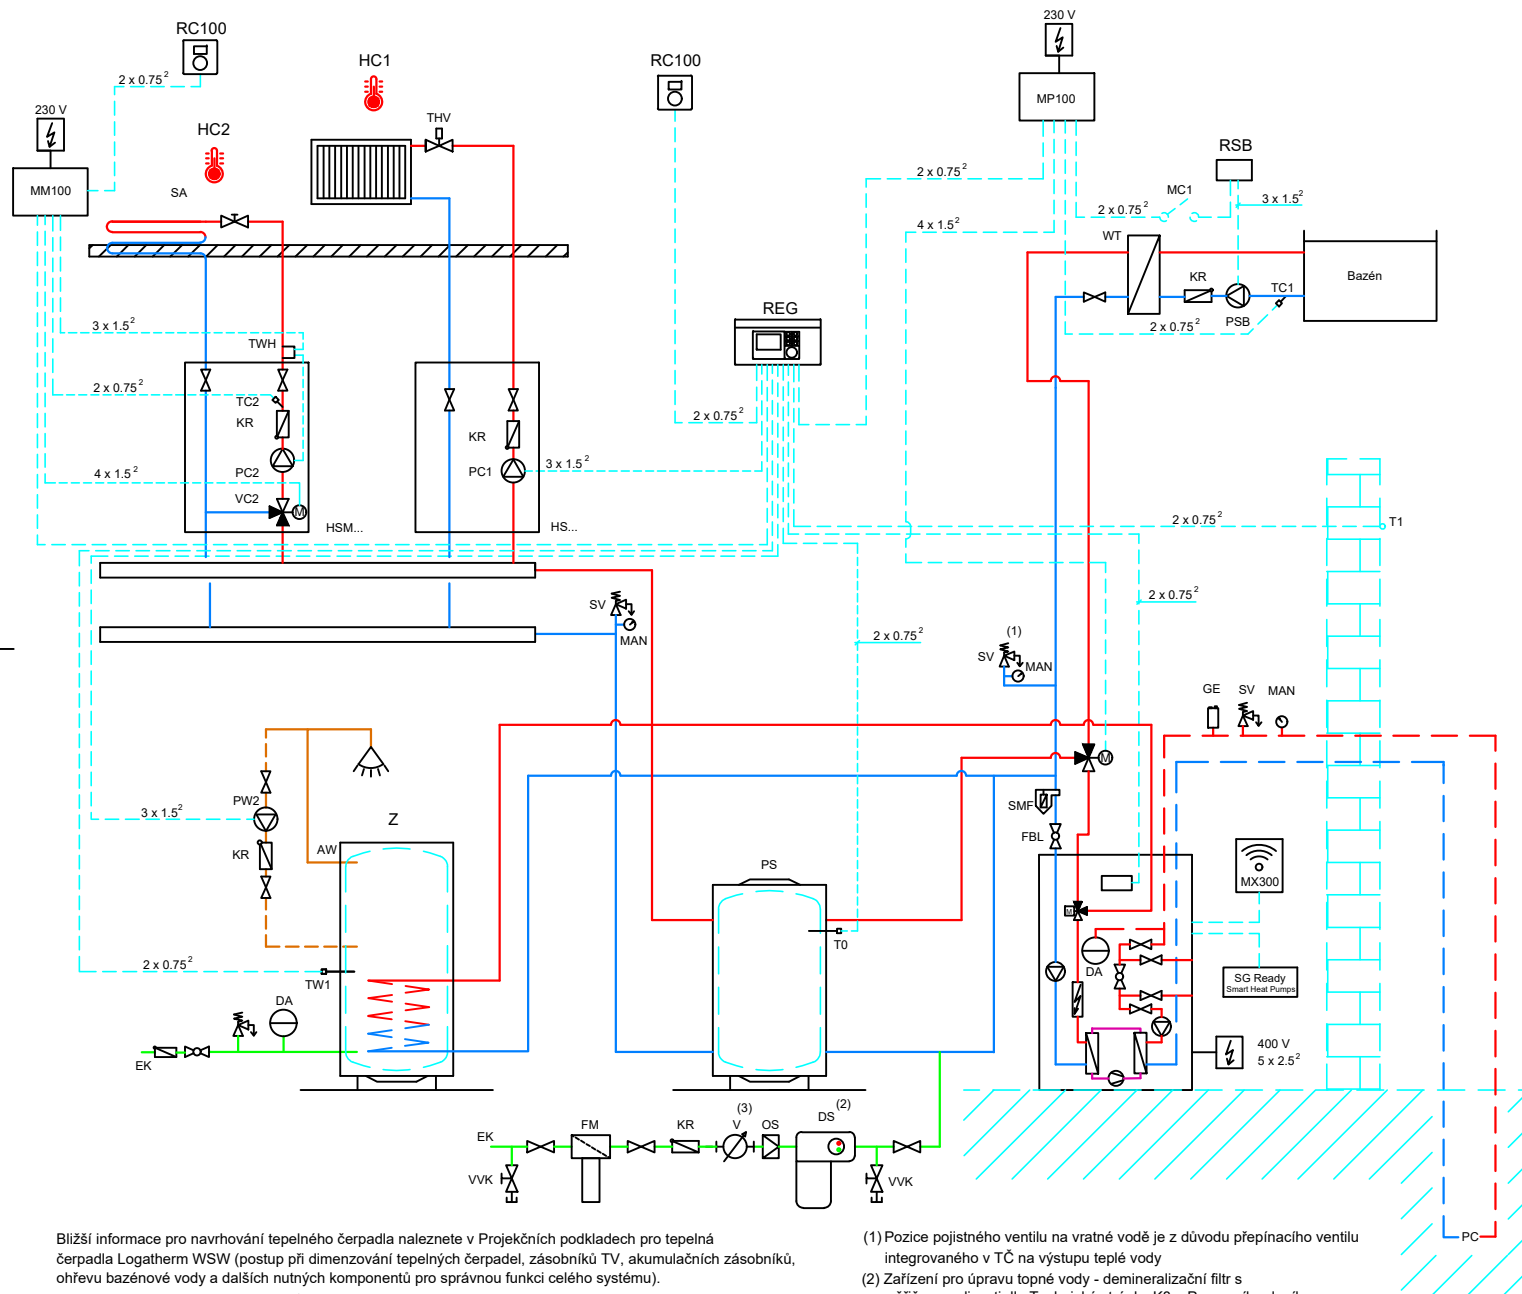 230 V
RC100
HC1
RC100
MP100
2 x 0.75²
230 V
THV
HC2
RSB
MM100
SA
2 x 0.75²
MC1
3 x 1.5²
2 x 0.75²
4 x 1.5²
WT
KR
TC1
Bazén
PSB
2 x 0.75²
REG
3 x 1.5²
TWH
2 x 0.75²
TC2
KR
KR
2 x 0.75²
PC2
4 x 1.5²
PC1
3 x 1.5²
VC2
M
HSM...
HS...
2 x 0.75²
T1
2 x 0.75²
SV
MAN
2 x 0.75²
(1)
SV
MAN
GE
SV
MAN
M
PW2
3 x 1.5²
SMF
Z
FBL
KR
AW
PS
MX300
M
T0
DA
2 x 0.75²
TW1
SG Ready
Smart Heat Pumps
DA
400 V
5 x 2.5²
EK
(3)
(2)
EK
FM
KR
V
OS
DS
VVK
VVK
PC
Bližší informace pro navrhování tepelného čerpadla naleznete v Projekčních podkladech pro tepelná
čerpadla Logatherm WSW (postup při dimenzování tepelných čerpadel, zásobníků TV, akumulačních zásobníků,
ohřevu bazénové vody a dalších nutných komponentů pro správnou funkci celého systému).
(1) Pozice pojistného ventilu na vratné vodě je z důvodu přepínacího ventilu
integrovaného v TČ na výstupu teplé vody
(2) Zařízení pro úpravu topné vody - demineralizační filtr s